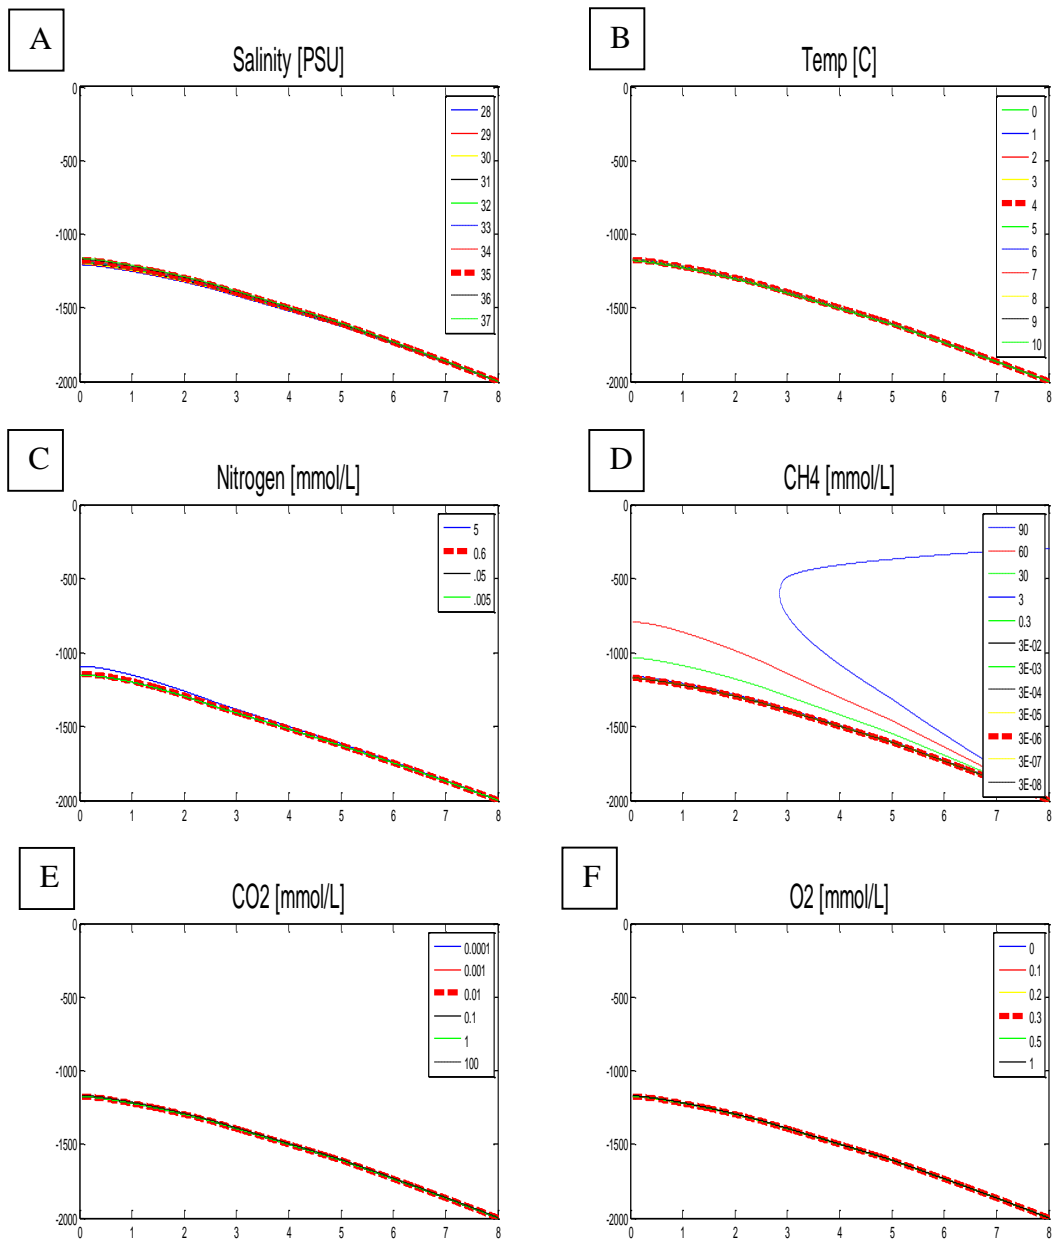 A
Salinity [PSU]
0
-500
-1000
-1500
-2000
0 1 2 3 4 5 6 7 8
28
29
30
31
32
33
34
35
36
37
B
Temp [C]
0
-500
-1000
-1500
-2000
0 1 2 3 4 5 6 7 8
0
1
2
3
4
5
6
7
8
9
10
C
Nitrogen [mmol/L]
0
-500
-1000
-1500
-2000
0 1 2 3 4 5 6 7 8
5
0.6
.05
.005
D
CH4 [mmol/L]
0
-500
-1000
-1500
-2000
0 1 2 3 4 5 6 7 8
90
60
30
3
0.3
3E-02
3E-03
3E-04
3E-05
3E-06
3E-07
3E-08
E
CO2 [mmol/L]
0
-500
-1000
-1500
-2000
0 1 2 3 4 5 6 7 8
0.0001
0.001
0.01
0.1
1
100
F
O2 [mmol/L]
0
-500
-1000
-1500
-2000
0 1 2 3 4 5 6 7 8
0
0.1
0.2
0.3
0.5
1